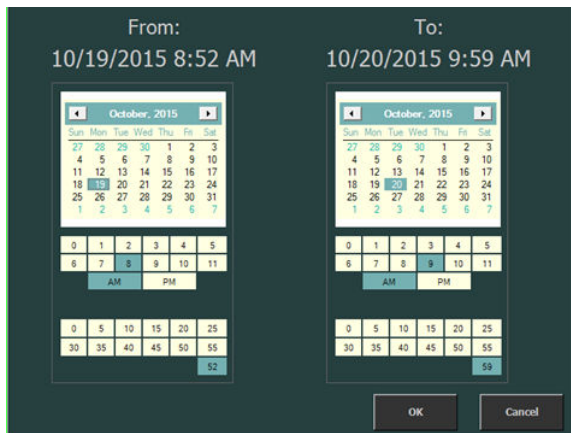 From:
10/19/2015 8:52 AM
October, 2015
Sun Mon Tue Wed Thu Fri Sat
27 28 29 30 1 2 3
4 5 6 7 8 9 10
11 12 13 14 15 16 17
18 19 20 21 22 23 24
25 26 27 28 29 30 31
1 2 3 4 5 6 7
0 1 2 3 4 5
6 7 8 9 10 11
AM PM
0 5 10 15 20 25
30 35 40 45 50 55
52
To:
10/20/2015 9:59 AM
October, 2015
Sun Mon Tue Wed Thu Fri Sat
27 28 29 30 1 2 3
4 5 6 7 8 9 10
11 12 13 14 15 16 17
18 19 20 21 22 23 24
25 26 27 28 29 30 31
1 2 3 4 5 6 7
0 1 2 3 4 5
6 7 8 9 10 11
AM PM
0 5 10 15 20 25
30 35 40 45 50 55
59
OK Cancel